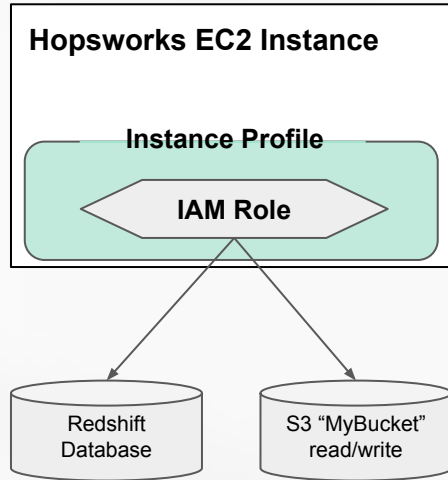 Hopsworks EC2 Instance
Instance Profile
IAM Role
Redshift
Database
S3 “MyBucket”
read/write